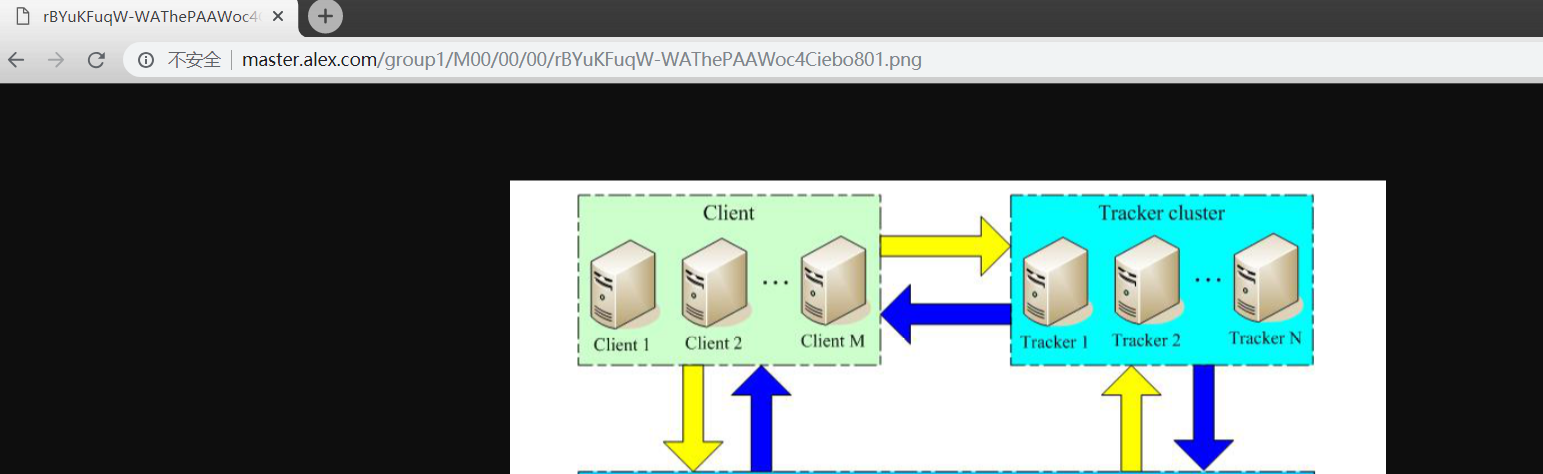 rBYuKFuqW-WAThePAAWoc4
不安全 master.alex.com/group1/M00/00/00/rBYuKFuqW-WAThePAAWoc4Ciebo801.png
Client Tracker cluster
... ...
Client 1 Client 2 Client M Tracker 1 Tracker 2 Tracker N